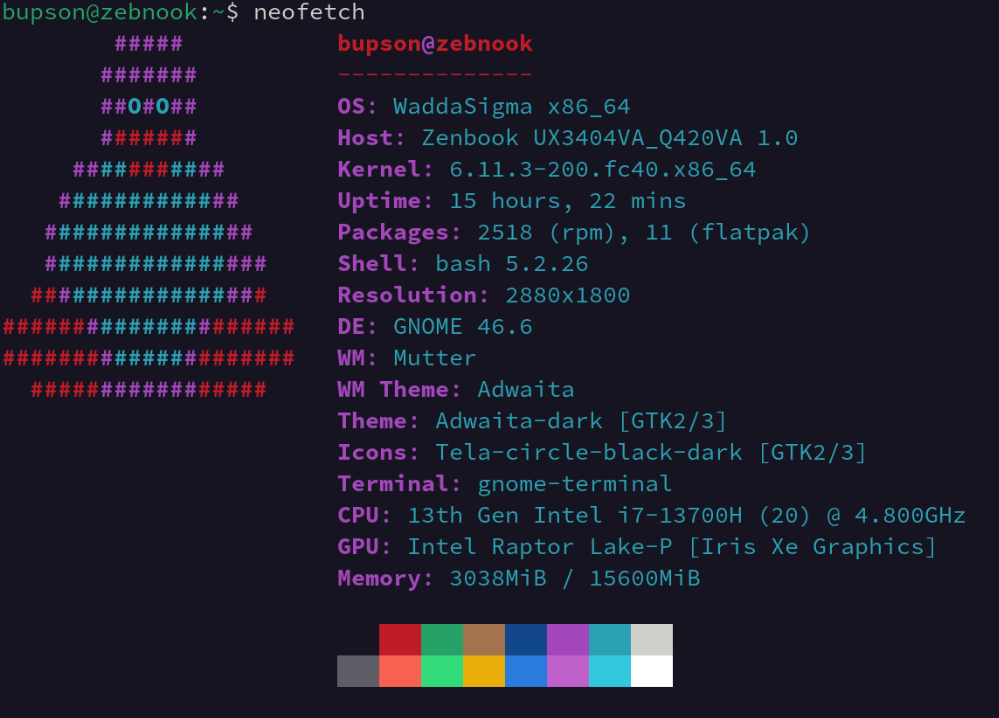 bupson@zebnook:~$ neofetch
#####
#######
##O#O##
#######
###########
#############
###############
################
#################
#####################
#####################
#################
bupson@zebnook
--------------
OS: WaddaSigma x86_64
Host: Zenbook UX3404VA_Q420VA 1.0
Kernel: 6.11.3-200.fc40.x86_64
Uptime: 15 hours, 22 mins
Packages: 2518 (rpm), 11 (flatpak)
Shell: bash 5.2.26
Resolution: 2880x1800
DE: GNOME 46.6
WM: Mutter
WM Theme: Adwaita
Theme: Adwaita-dark [GTK2/3]
Icons: Tela-circle-black-dark [GTK2/3]
Terminal: gnome-terminal
CPU: 13th Gen Intel i7-13700H (20) @ 4.800GHz
GPU: Intel Raptor Lake-P [Iris Xe Graphics]
Memory: 3038MiB / 15600MiB